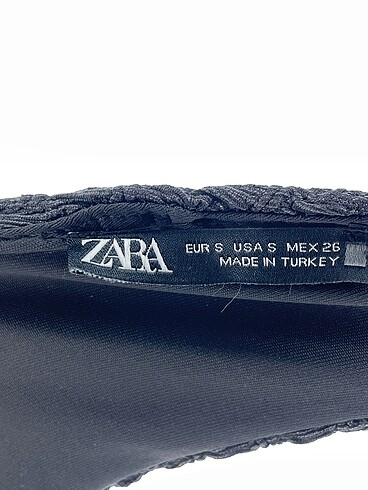 ZARA
EUR S USA S MEX 26
MADE IN TURKEY